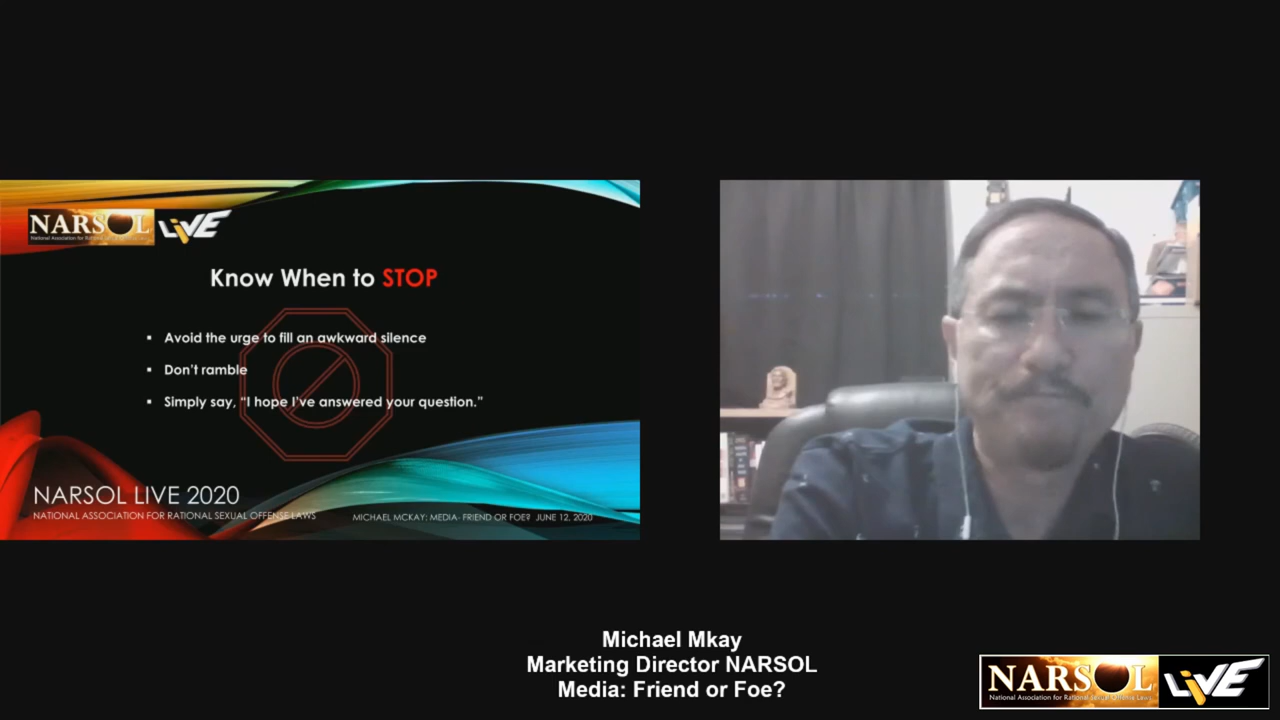 NARSOL LiVE
National Association for Rational Sexual Offense Laws
Know When to STOP
▪ Avoid the urge to fill an awkward silence
▪ Don't ramble
▪ Simply say, “I hope I've answered your question.”
NARSOL LIVE 2020
NATIONAL ASSOCIATION FOR RATIONAL SEXUAL OFFENSE LAWS
MICHAEL MCKAY: MEDIA- FRIEND OR FOE? JUNE 12, 2020
Michael Mkay
Marketing Director NARSOL
Media: Friend or Foe?
NARSOL LiVE
National Association for Rational Sexual Offense Laws